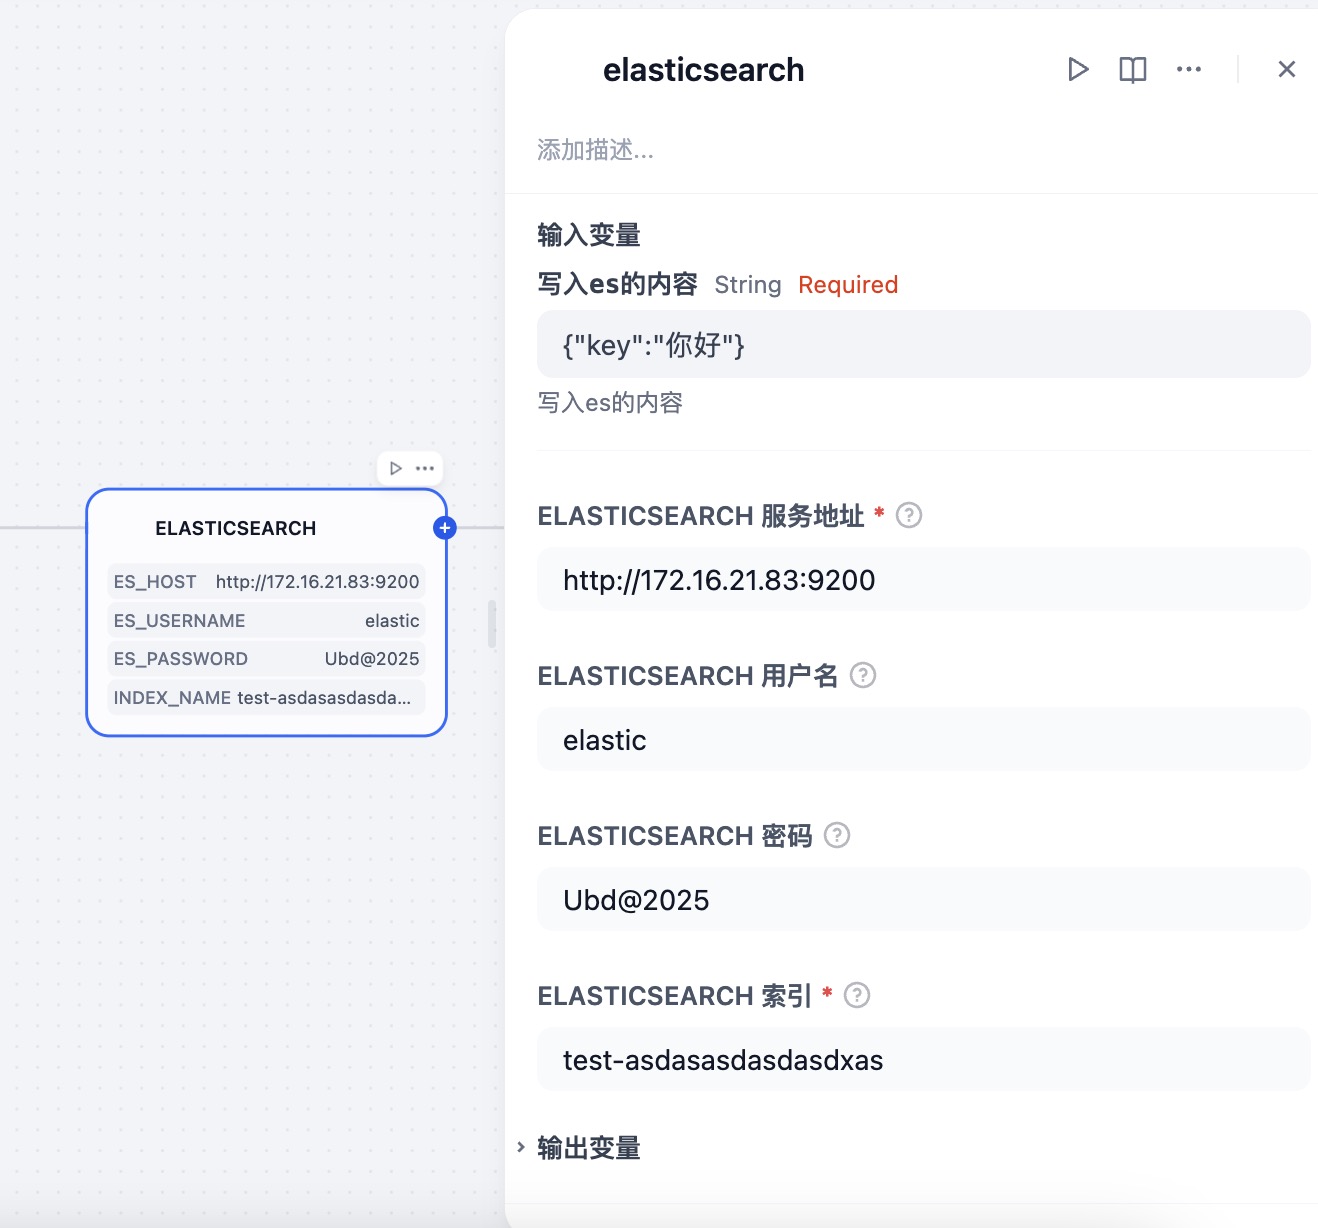 elasticsearch
添加描述...
输入变量
写入es的内容 String Required
{"key":"你好"}
写入es的内容
ELASTICSEARCH 服务地址 *
http://172.16.21.83:9200
ELASTICSEARCH 用户名
elastic
ELASTICSEARCH 密码
Ubd@2025
ELASTICSEARCH 索引 *
test-asdasasdasdasdxas
输出变量
ELASTICSEARCH
ES_HOST http://172.16.21.83:9200
ES_USERNAME elastic
ES_PASSWORD Ubd@2025
INDEX_NAME test-asdasasdasda...